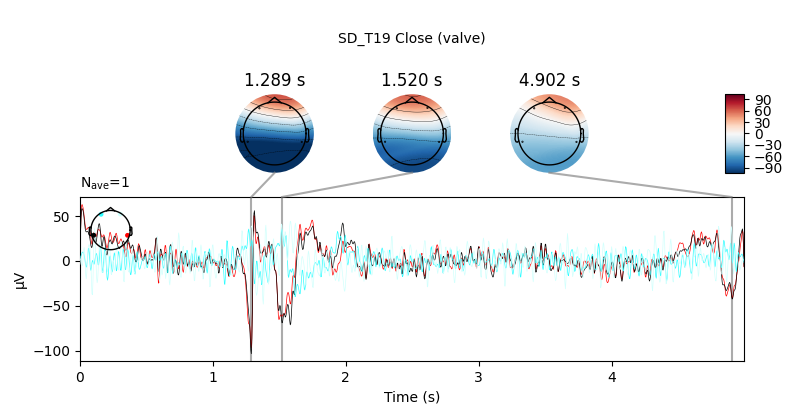 SD_T19 Close (valve)
1.289 s 1.520 s 4.902 s
90
60
30
0
−30
−60
−90
Nave=1
50
0
−50
−100
µV
0 1 2 3 4
Time (s)